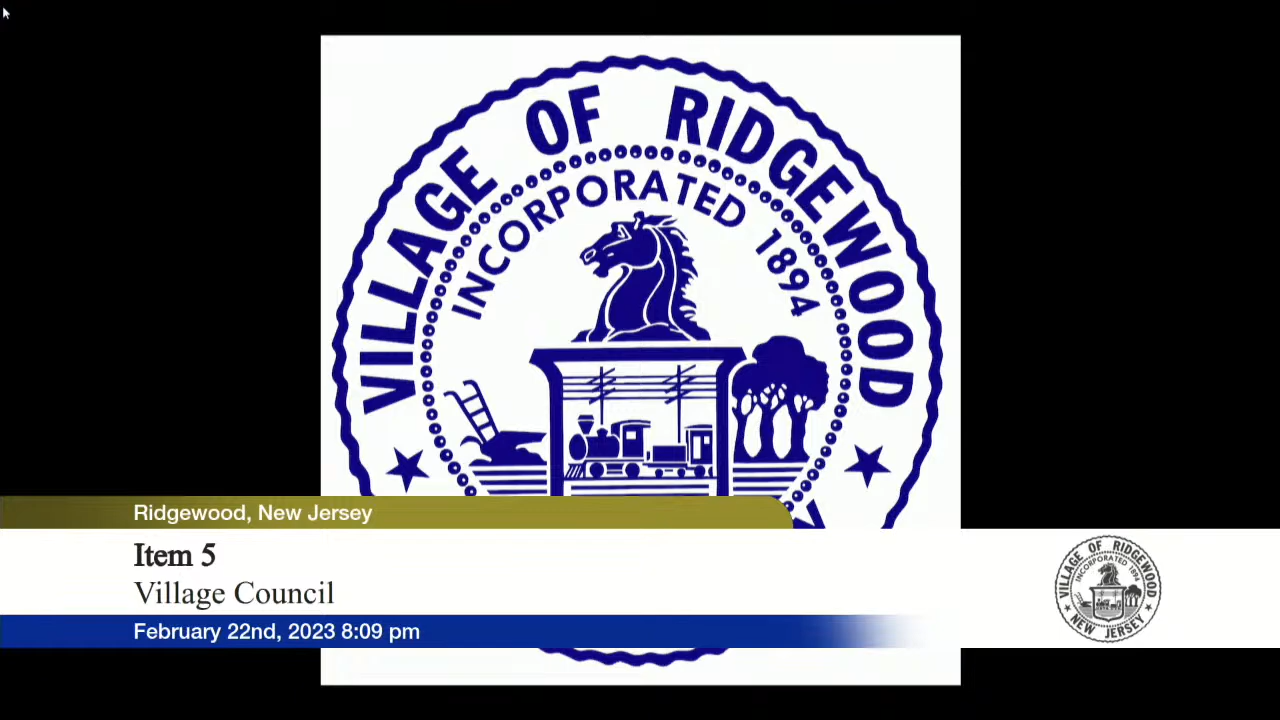 VILLAGE OF RIDGEWOOD
INCORPORATED 1894
Ridgewood, New Jersey
Item 5
Village Council
February 22nd, 2023 8:09 pm
VILLAGE OF RIDGEWOOD
INCORPORATED 1894
NEW JERSEY